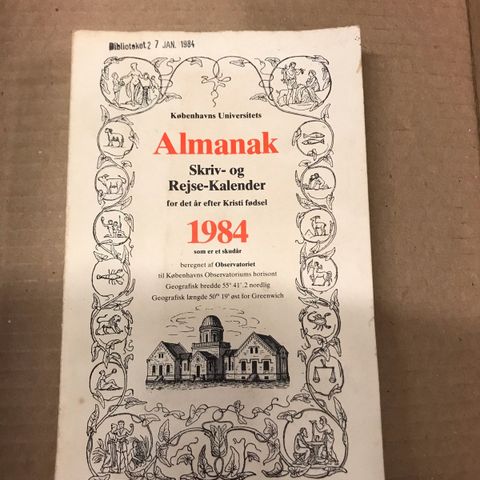 Biblioteket 27 JAN. 1984
Københavns Universitets
Almanak
Skriv- og
Rejse-Kalender
for det år efter Kristi fødsel
1984
som er et skudår
beregnet af Observatoriet
til Københavns Observatoriums horisont
Geografisk bredde 55° 41'.2 nordlig
Geografisk længde 50ᵐ 19ˢ øst for Greenwich